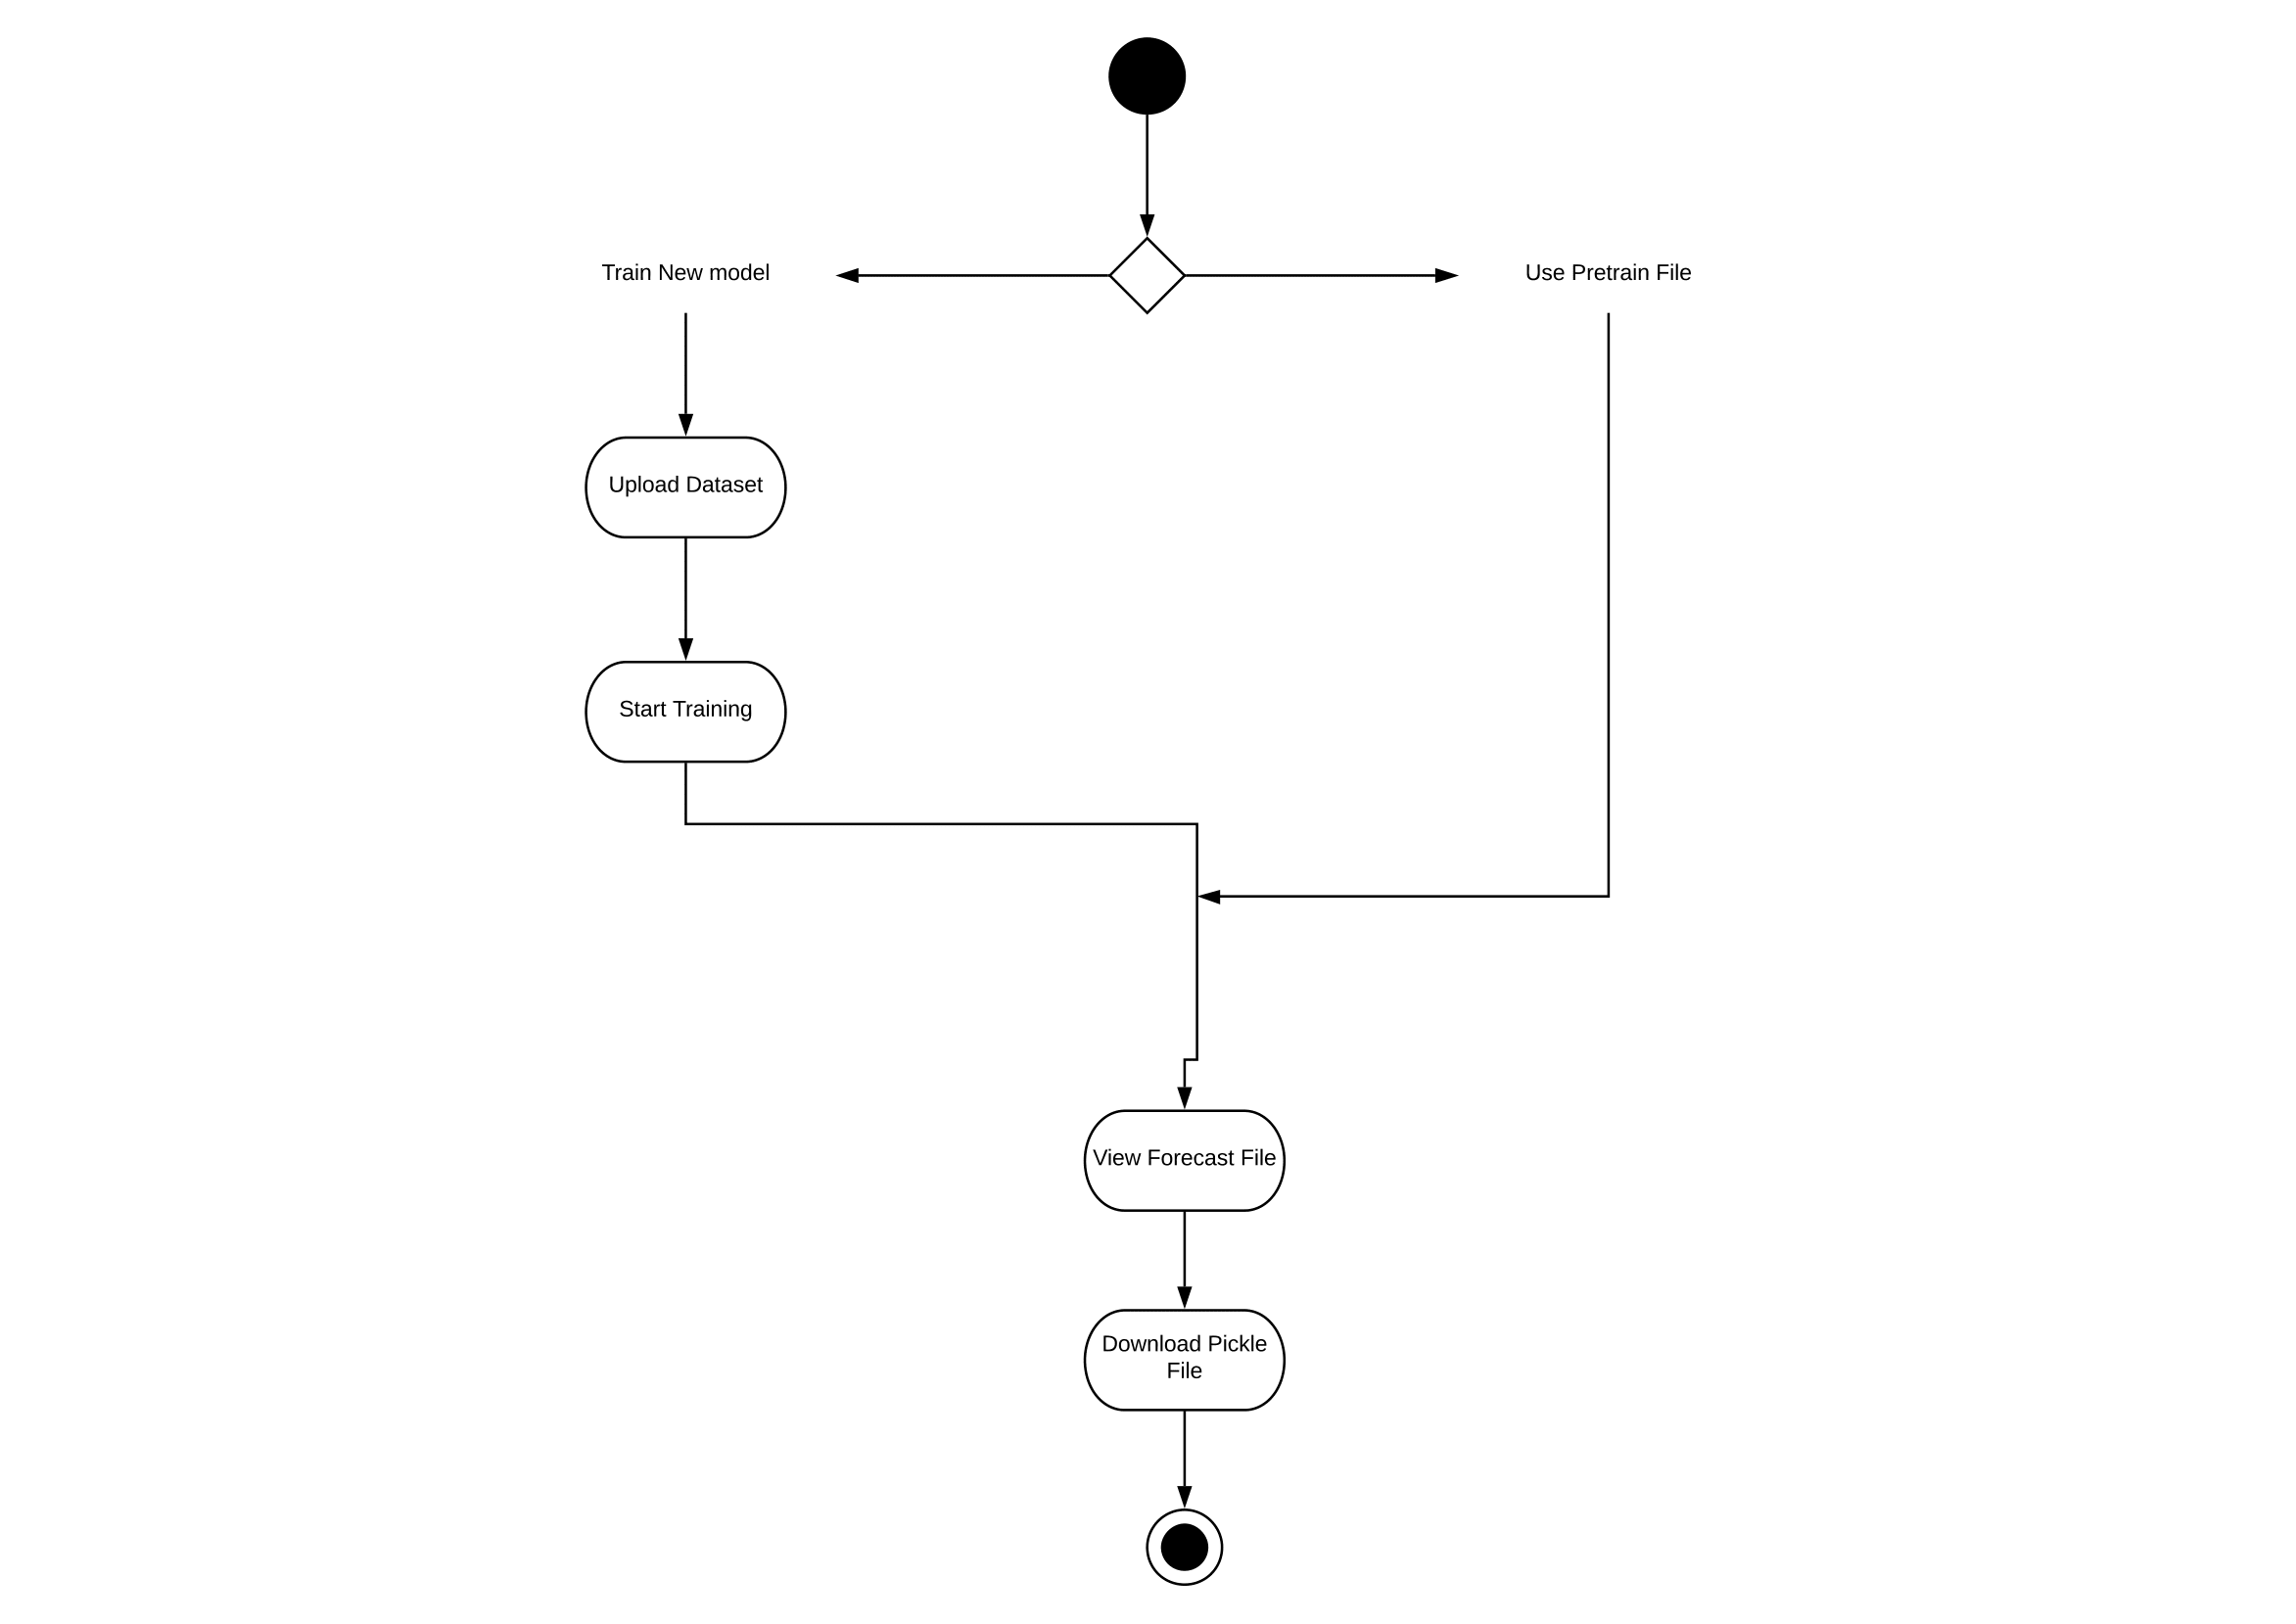 Train New model
Use Pretrain File
Upload Dataset
Start Training
View Forecast File
Download Pickle
File